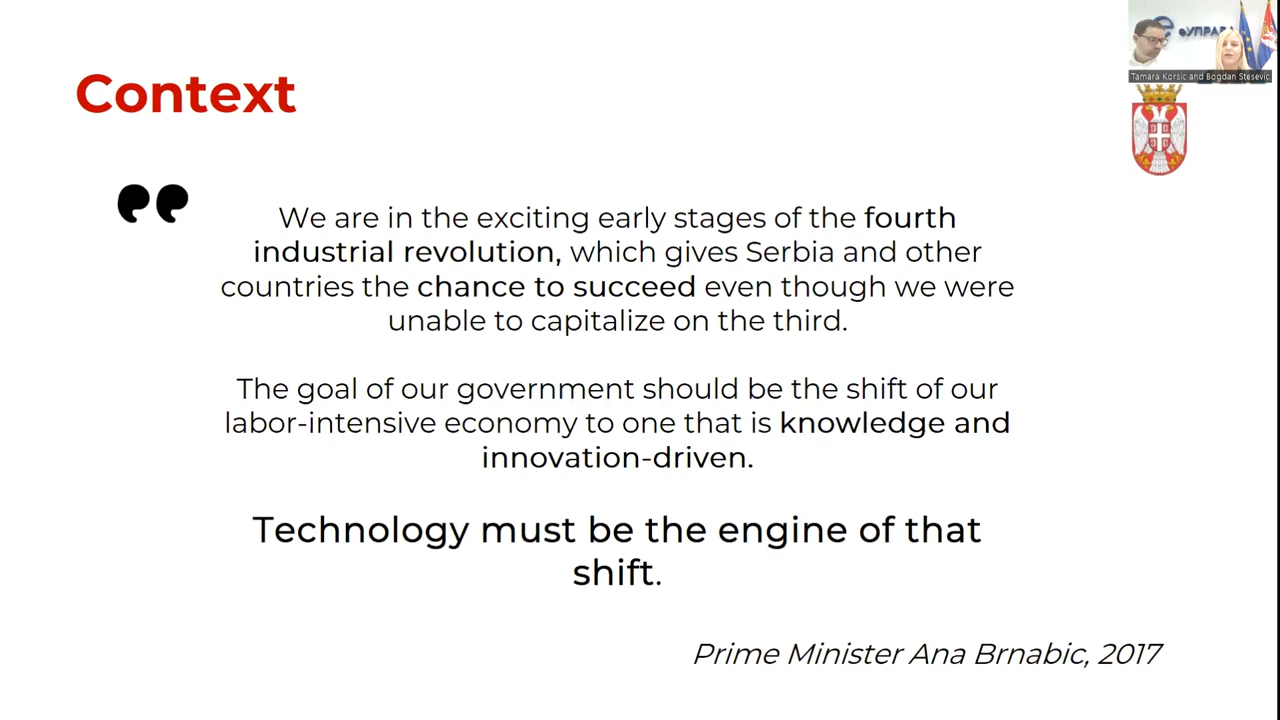 Context
еУПРАВА
Tamara Korsic and Bogdan Stesevic
We are in the exciting early stages of the fourth
industrial revolution, which gives Serbia and other
countries the chance to succeed even though we were
unable to capitalize on the third.
The goal of our government should be the shift of our
labor-intensive economy to one that is knowledge and
innovation-driven.
Technology must be the engine of that
shift.
Prime Minister Ana Brnabic, 2017